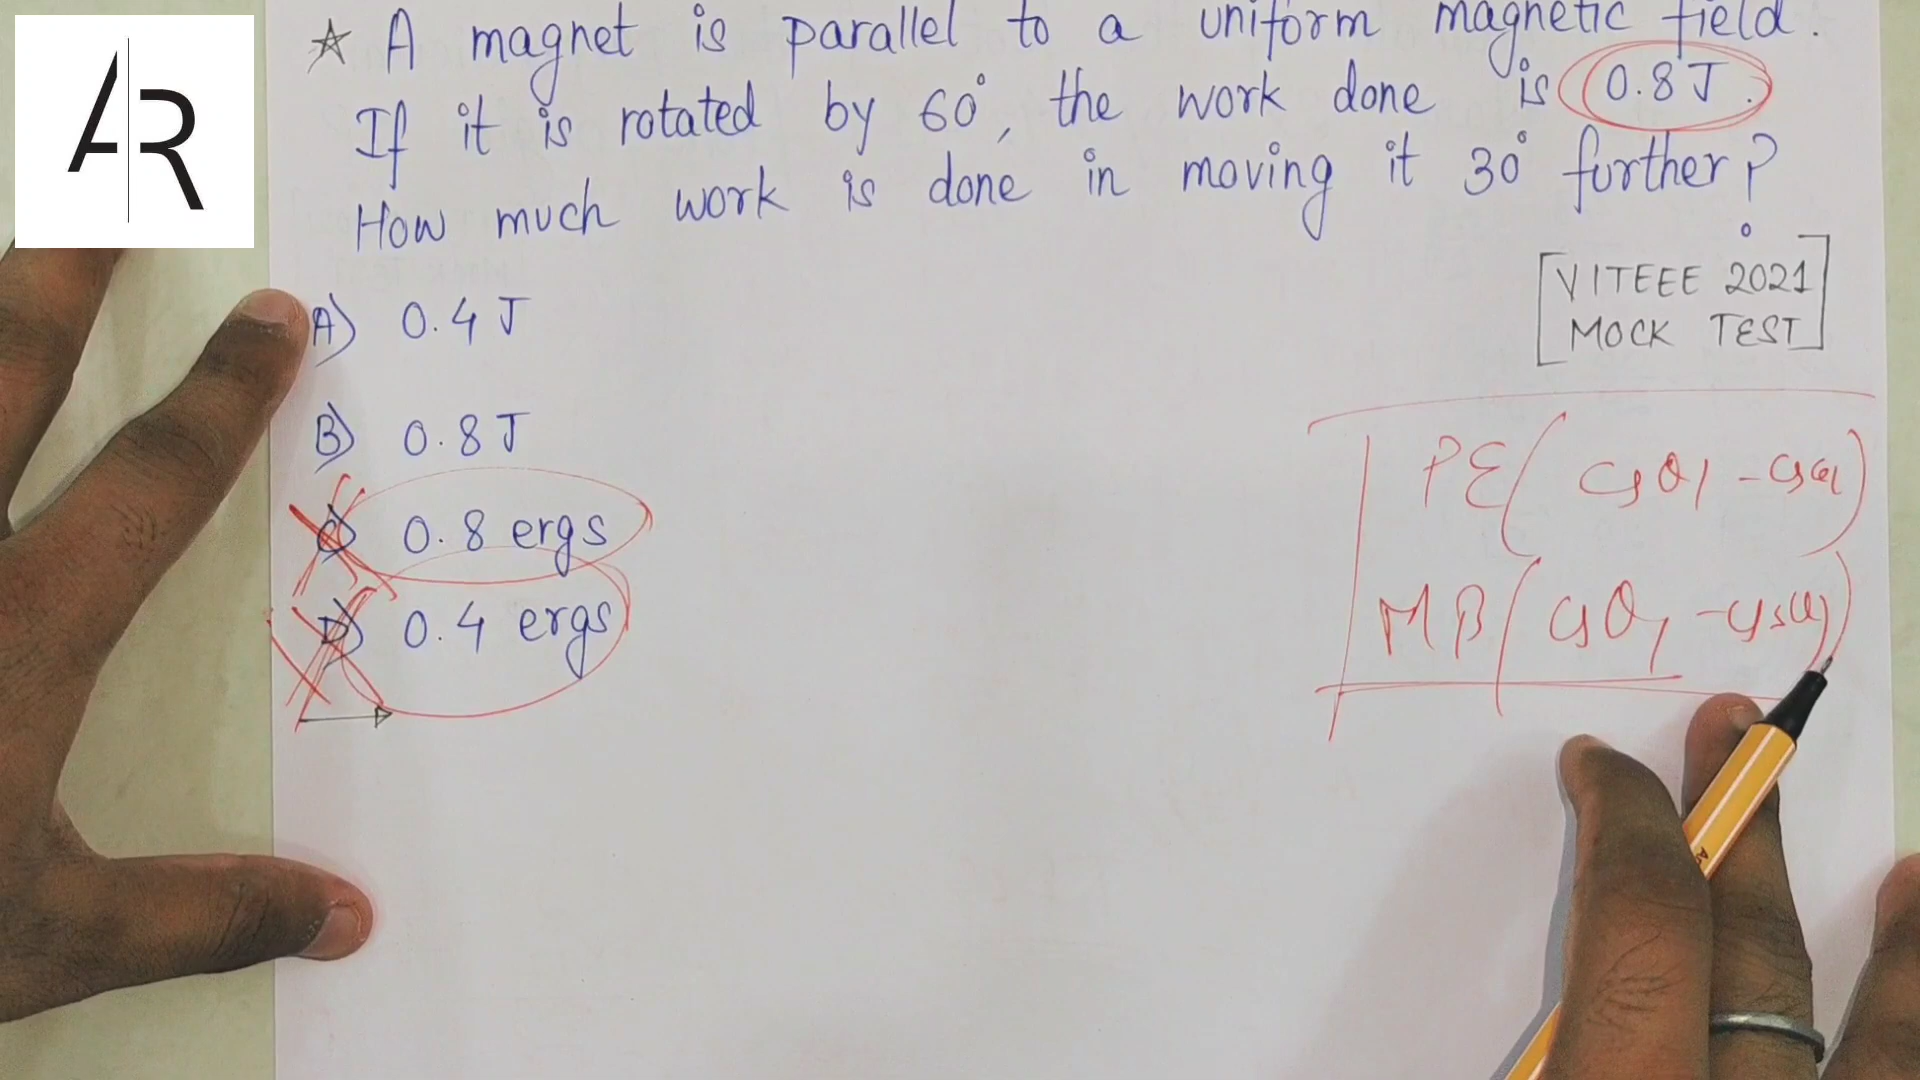 AR
☆ A magnet is parallel to a uniform magnetic field.
If it is rotated by 60°, the work done is 0.8 J.
How much work is done in moving it 30° further?
[VITEEE 2021
MOCK TEST]
A) 0.4 J
B) 0.8 J
C) 0.8 ergs
D) 0.4 ergs
PE(
MB(